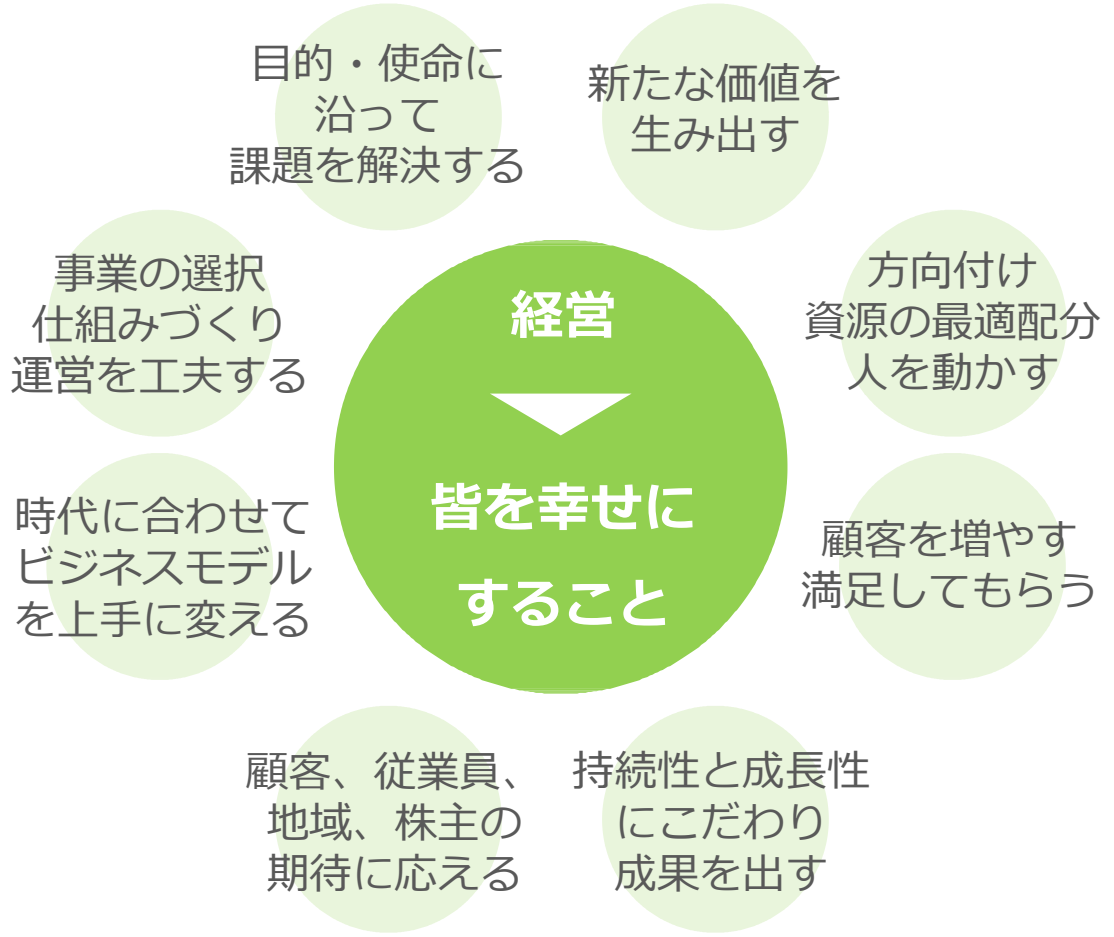 目的・使命に
沿って
課題を解決する
新たな価値を
生み出す
事業の選択
仕組みづくり
運営を工夫する
経営
皆を幸せに
すること
方向付け
資源の最適配分
人を動かす
時代に合わせて
ビジネスモデル
を上手に変える
顧客を増やす
満足してもらう
顧客、従業員、
地域、株主の
期待に応える
持続性と成長性
にこだわり
成果を出す